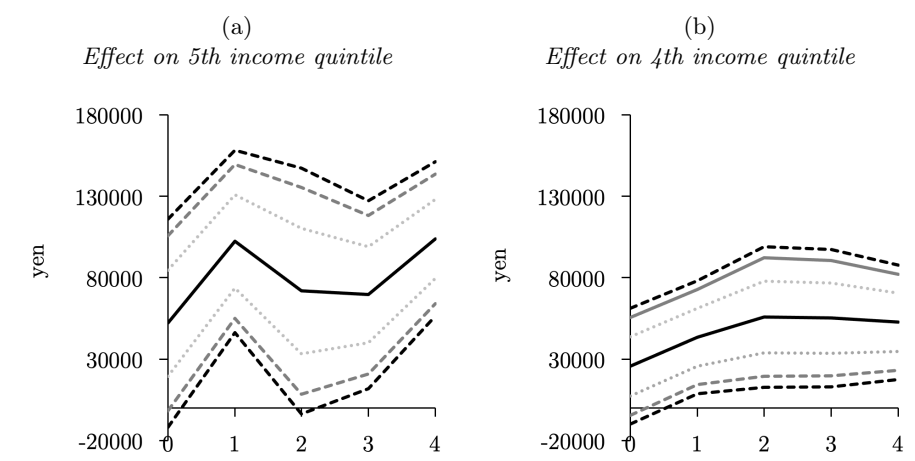 (a)
Effect on 5th income quintile
180000
130000
80000
30000
-20000
yen
0 1 2 3 4
(b)
Effect on 4th income quintile
180000
130000
80000
30000
-20000
yen
0 1 2 3 4